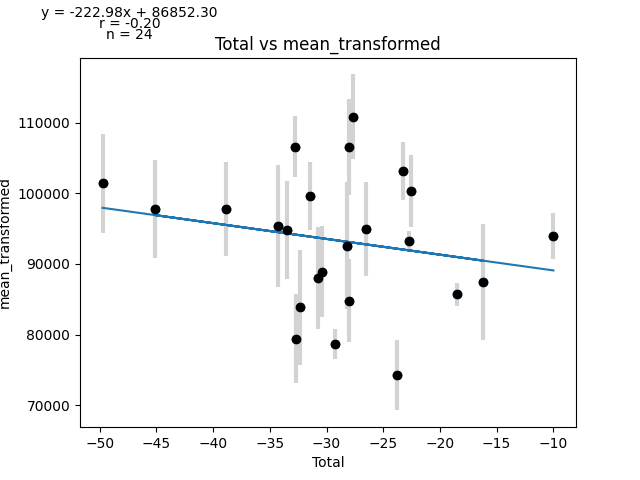 y = -222.98x + 86852.30
r = -0.20
n = 24
Total vs mean_transformed
110000
100000
90000
80000
70000
mean_transformed
−50 −45 −40 −35 −30 −25 −20 −15 −10
Total